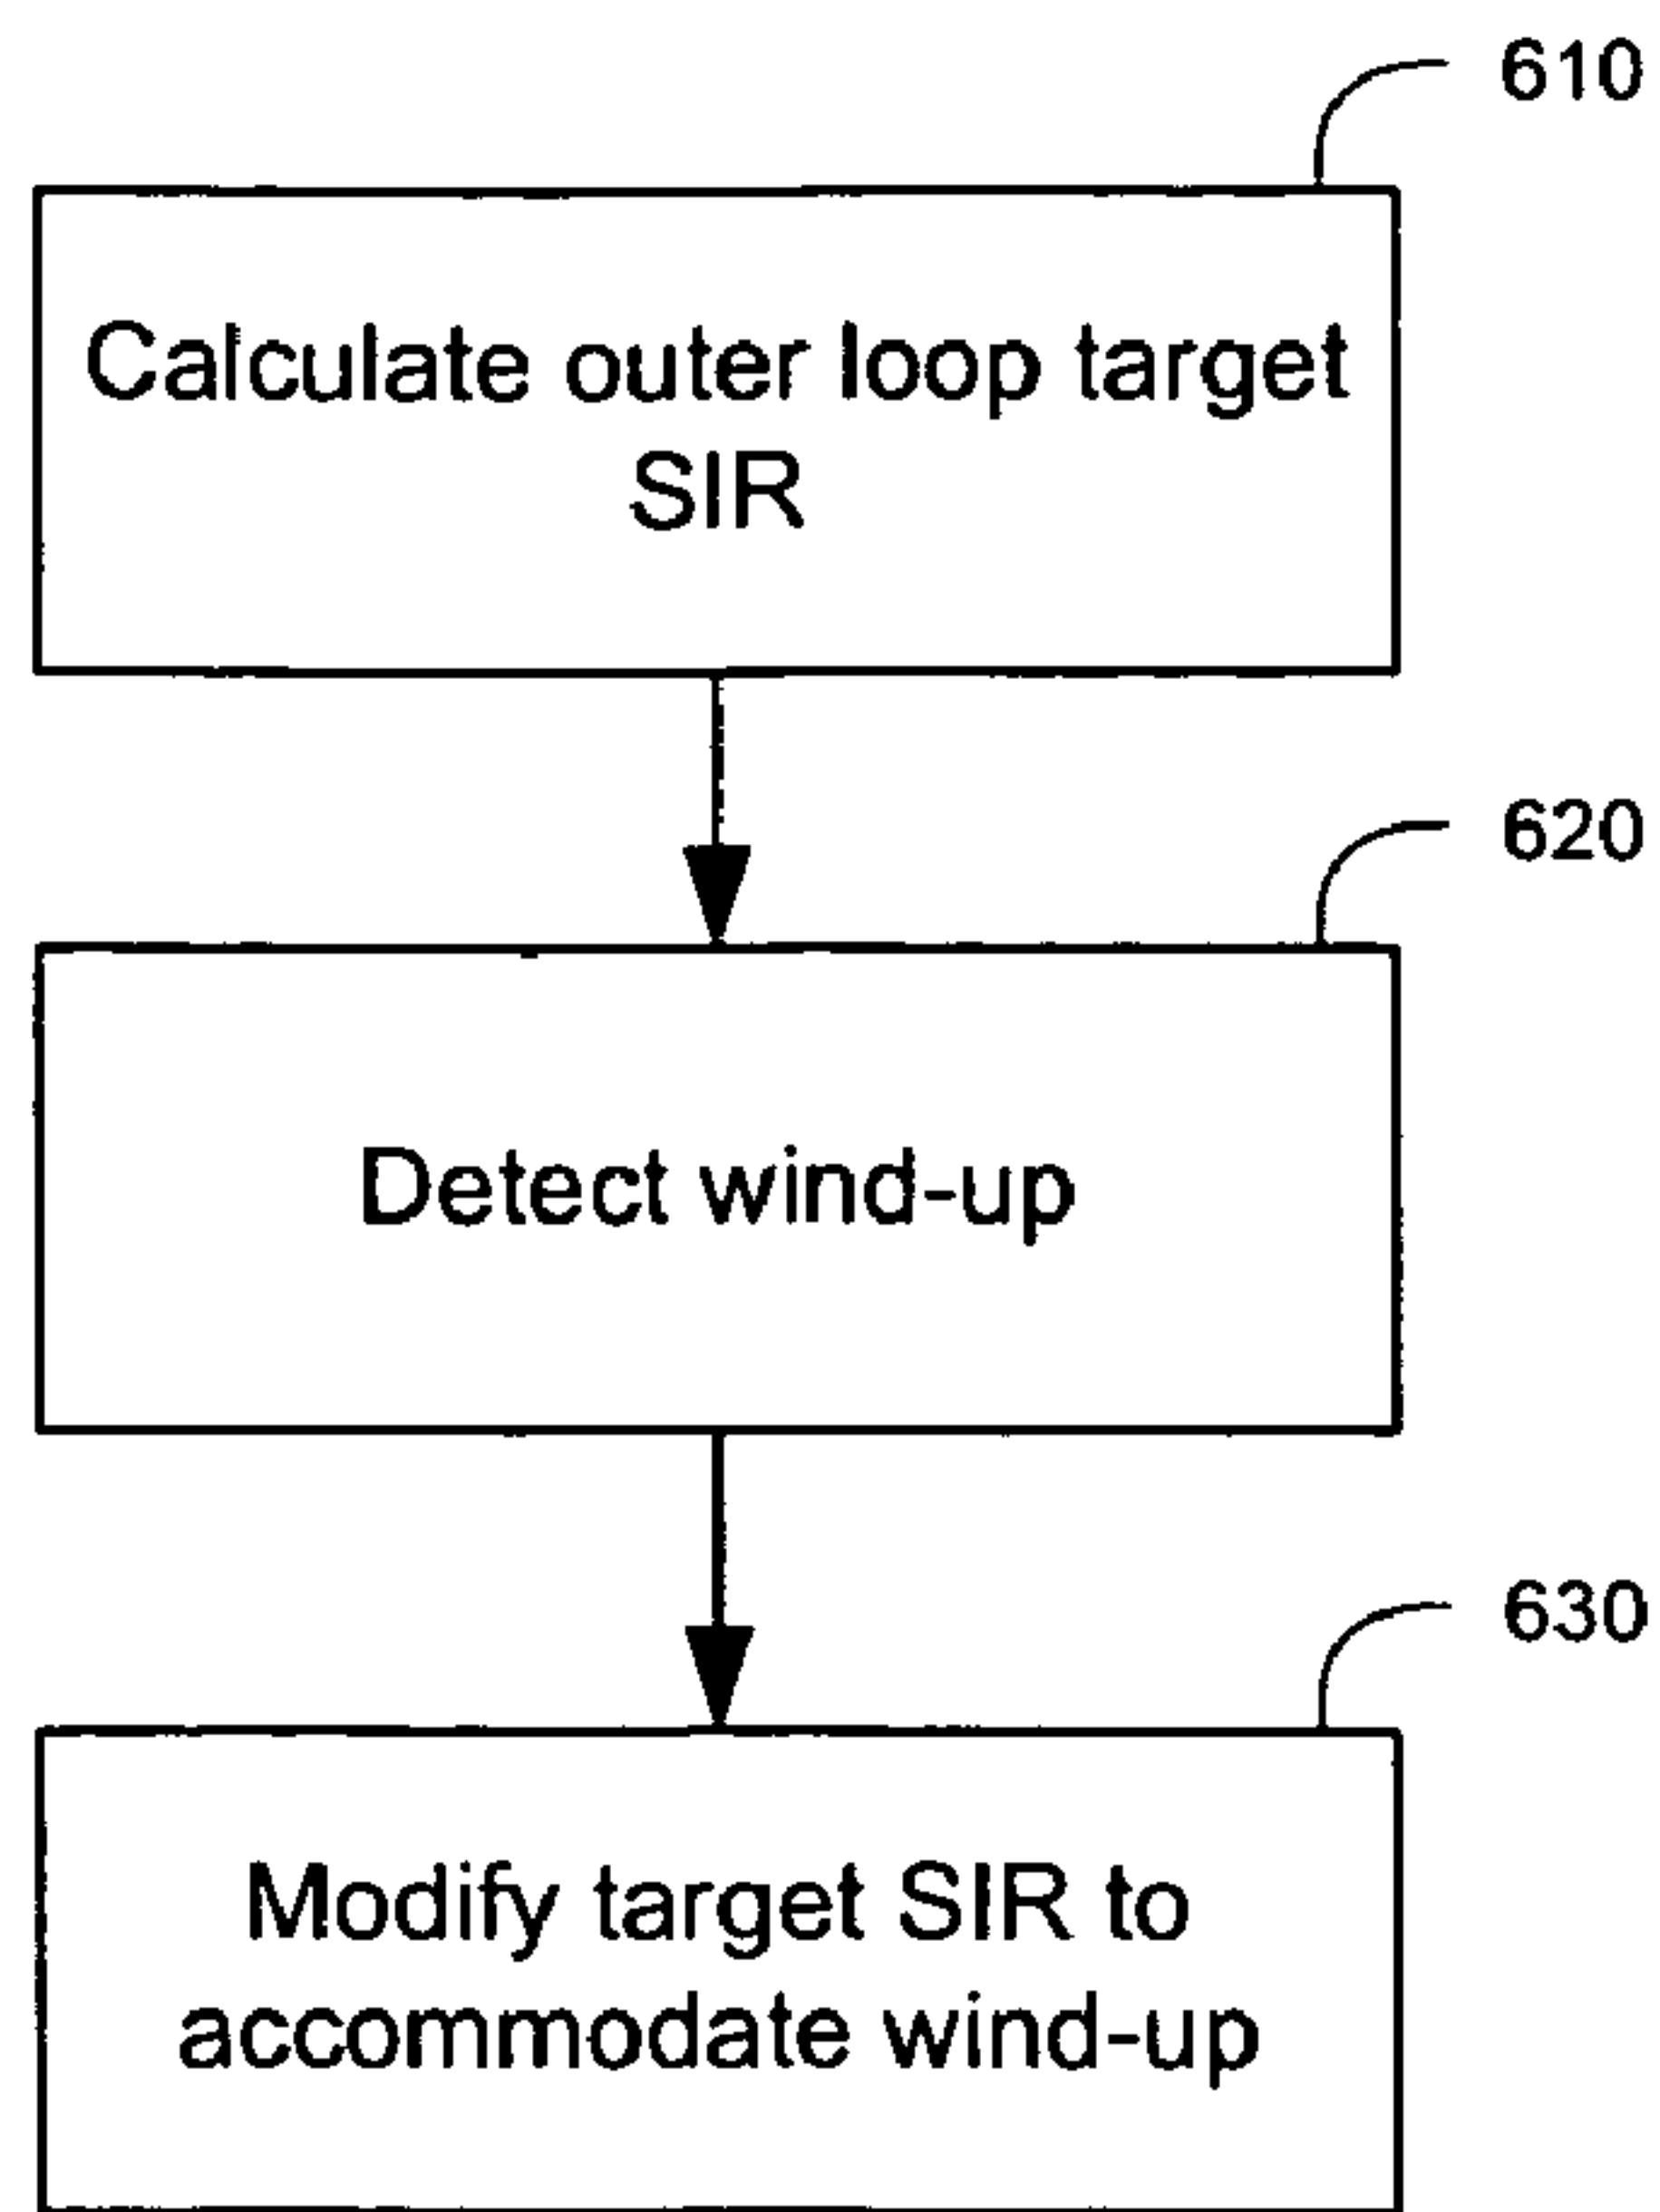 610
Calculate outer loop target
SIR
620
Detect wind-up
630
Modify target SIR to
accommodate wind-up